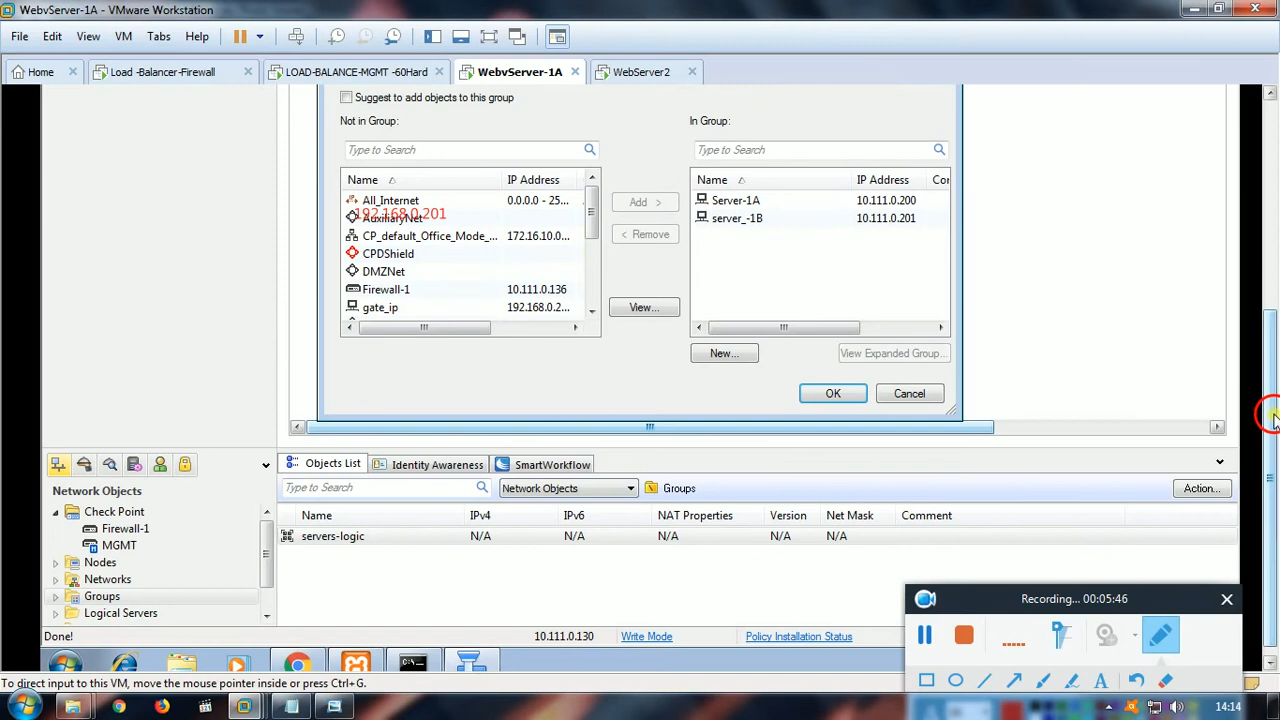 WebvServer-1A - VMware Workstation
File Edit View VM Tabs Help
Home Load -Balancer-Firewall LOAD-BALANCE-MGMT -60Hard WebvServer-1A WebServer2
Suggest to add objects to this group
Not in Group: In Group:
Type to Search Type to Search
Name IP Address Name IP Address Cor
All_Internet 0.0.0.0 - 25... Server-1A 10.111.0.200
192.168.0.201
AuxiliaryNet server_-1B 10.111.0.201
CP_default_Office_Mode_... 172.16.10.0...
CPDShield
DMZNet
Firewall-1 10.111.0.136
gate_ip 192.168.0.2...
Add >
< Remove
View...
New... View Expanded Group...
OK Cancel
Objects List Identity Awareness SmartWorkflow
Type to Search Network Objects Groups Action...
Network Objects
Check Point
Firewall-1
MGMT
Nodes
Networks
Groups
Logical Servers
Name IPv4 IPv6 NAT Properties Version Net Mask Comment
servers-logic N/A N/A N/A N/A N/A
Recording... 00:05:46
Done! 10.111.0.130 Write Mode Policy Installation Status
To direct input to this VM, move the mouse pointer inside or press Ctrl+G.
14:14